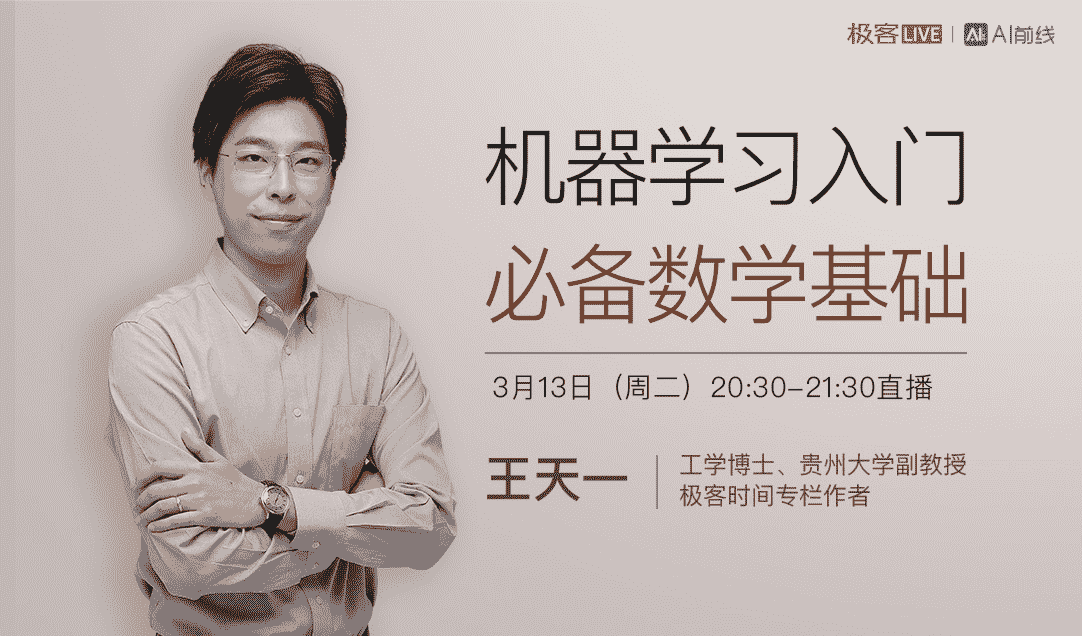 极客LIVE | AI AI前线
机器学习入门
必备数学基础
3月13日（周二）20:30-21:30直播
王天一
工学博士、贵州大学副教授
极客时间专栏作者